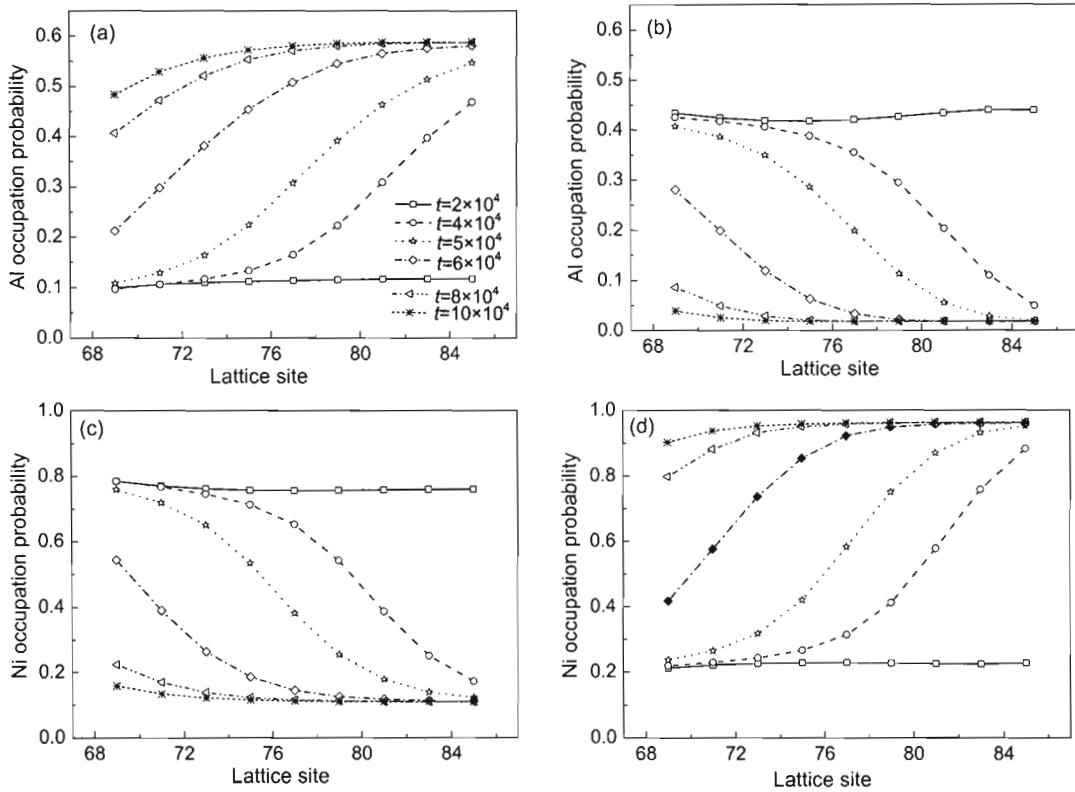 (a)
0.6
0.5
0.4
0.3
0.2
0.1
0.0
Al occupation probability
t=2×10⁴
t=4×10⁴
t=5×10⁴
t=6×10⁴
t=8×10⁴
t=10×10⁴
68 72 76 80 84
Lattice site
(b)
0.6
0.5
0.4
0.3
0.2
0.1
0.0
Al occupation probability
68 72 76 80 84
Lattice site
(c)
1.0
0.8
0.6
0.4
0.2
0.0
Ni occupation probability
68 72 76 80 84
Lattice site
(d)
1.0
0.8
0.6
0.4
0.2
0.0
Ni occupation probability
68 72 76 80 84
Lattice site